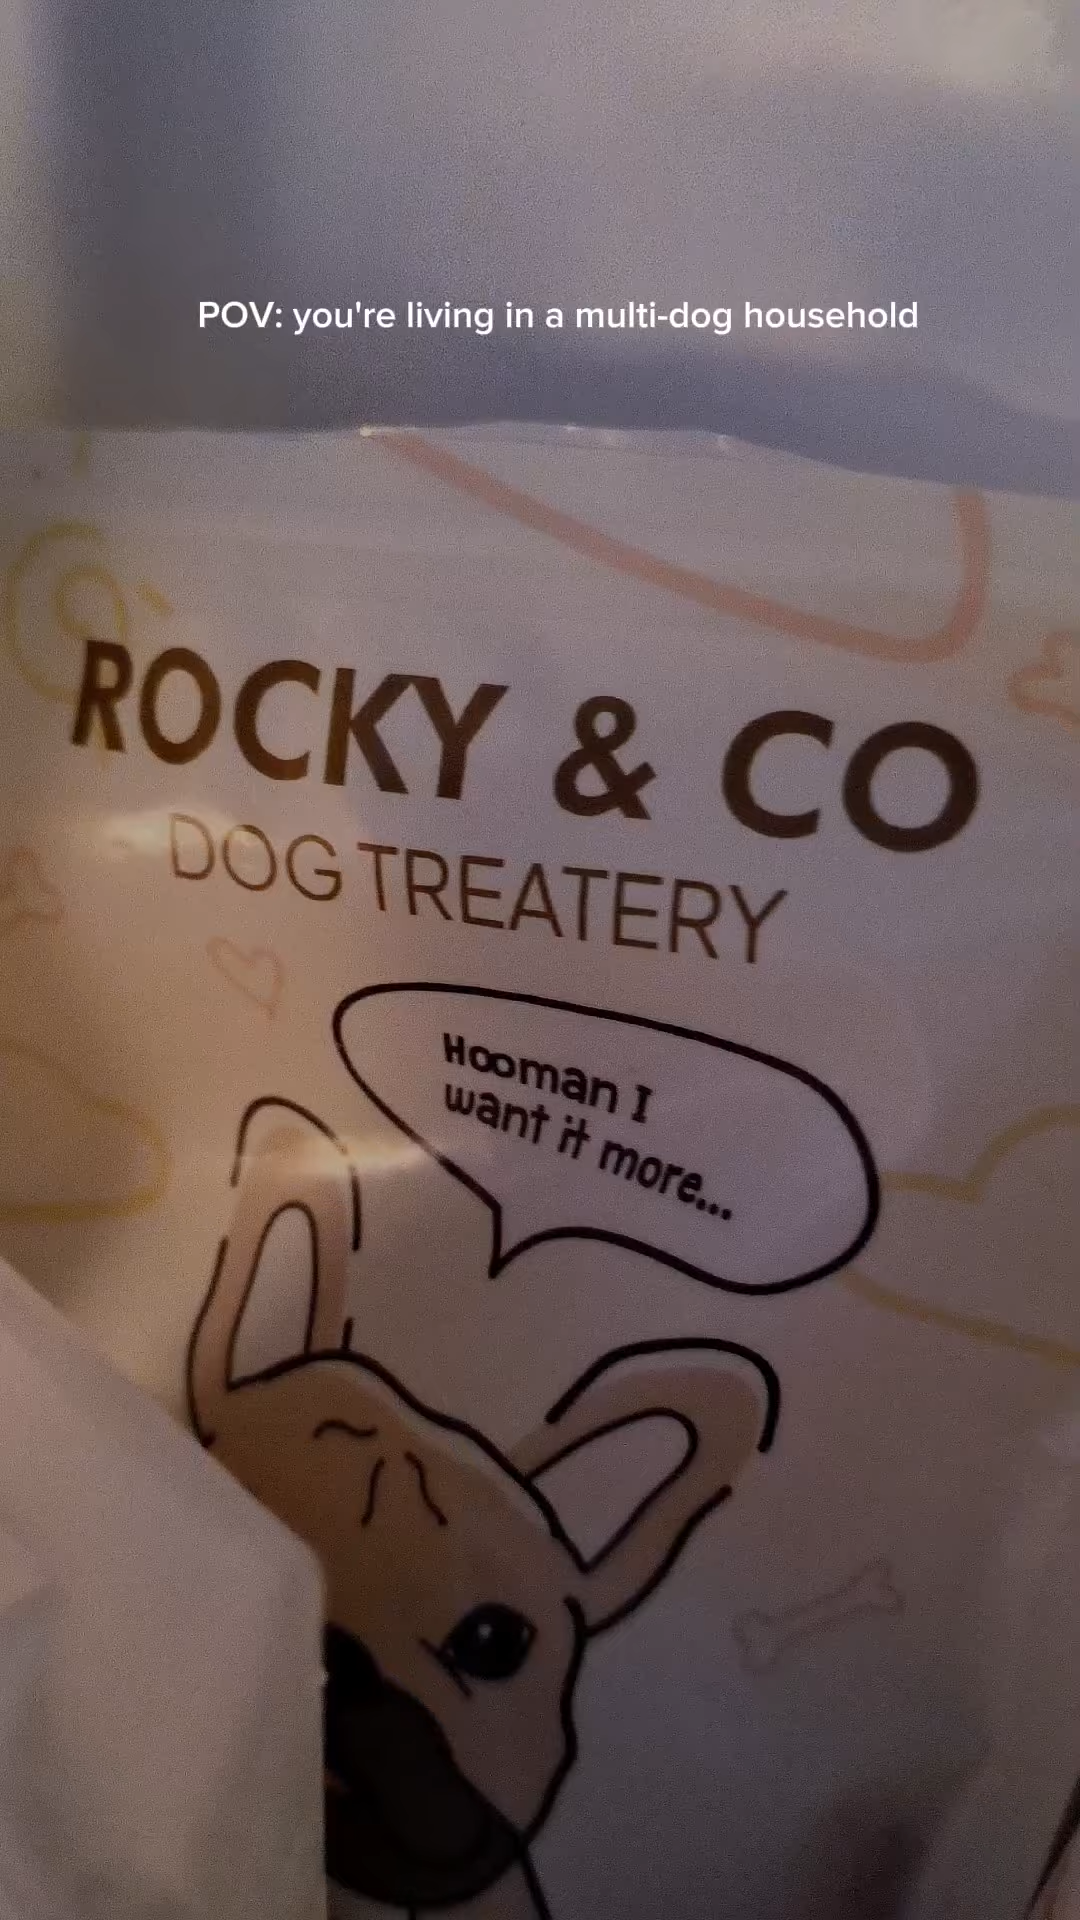 POV: you're living in a multi-dog household
ROCKY & CO
DOG TREATERY
Hooman I
want it more...